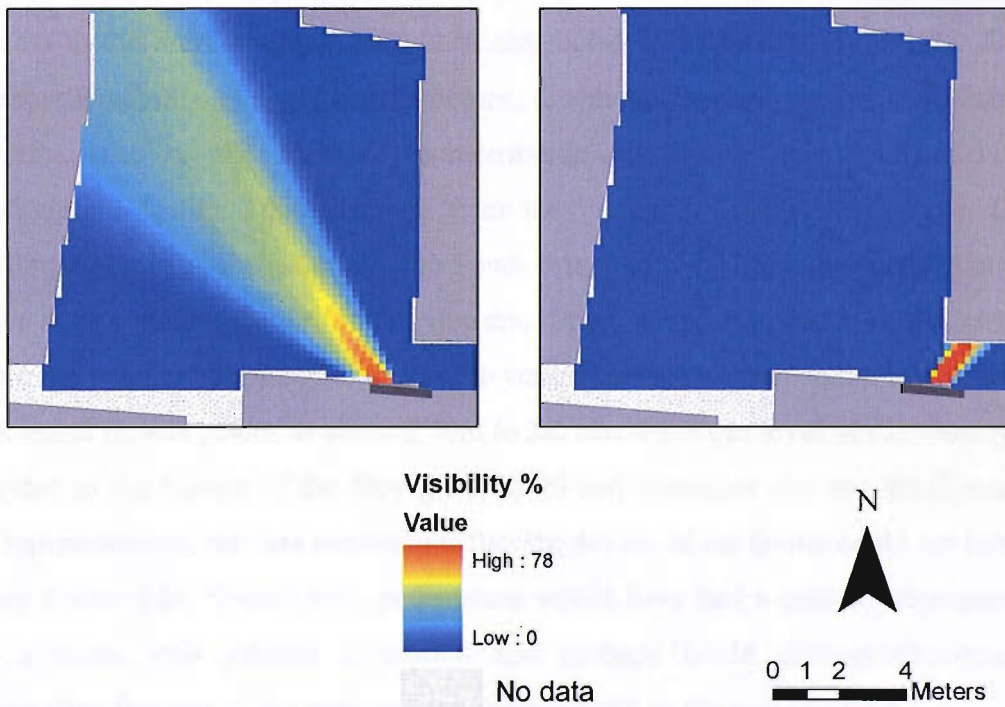 Visibility %
Value
High : 78
Low : 0
No data
N
0 1 2 4
Meters